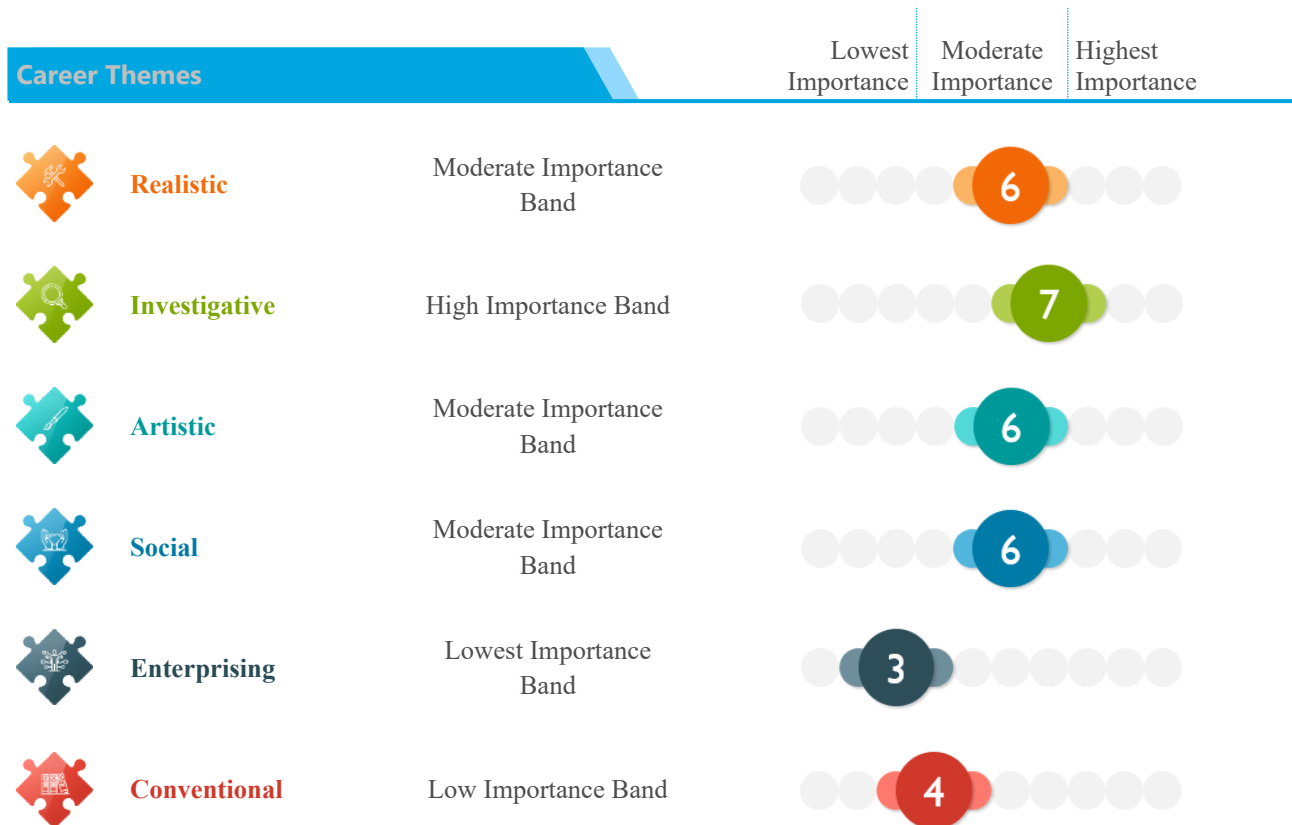 Career Themes
Lowest
Importance
Moderate
Importance
Highest
Importance
Realistic
Moderate Importance
Band
6
Investigative
High Importance Band
7
Artistic
Moderate Importance
Band
6
Social
Moderate Importance
Band
6
Enterprising
Lowest Importance
Band
3
Conventional
Low Importance Band
4